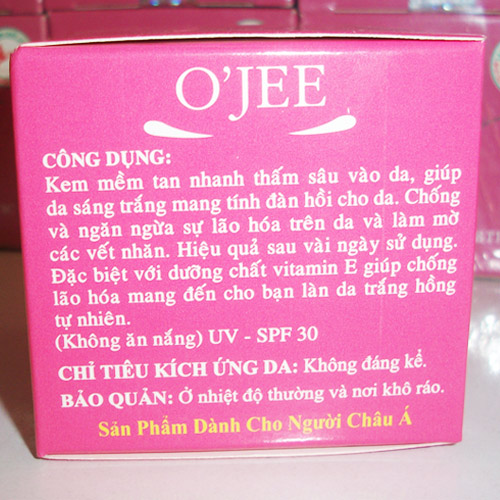 O'JEE
CÔNG DỤNG:
Kem mềm tan nhanh thấm sâu vào da, giúp
da sáng trắng mang tính đàn hồi cho da. Chống
và ngăn ngừa sự lão hóa trên da và làm mờ
các vết nhăn. Hiệu quả sau vài ngày sử dụng.
Đặc biệt với dưỡng chất vitamin E giúp chống
lão hóa mang đến cho bạn làn da trắng hồng
tự nhiên.
(Không ăn nắng) UV - SPF 30
CHỈ TIÊU KÍCH ỨNG DA: Không đáng kể.
BẢO QUẢN: Ở nhiệt độ thường và nơi khô ráo.
Sản Phẩm Dành Cho Người Châu Á